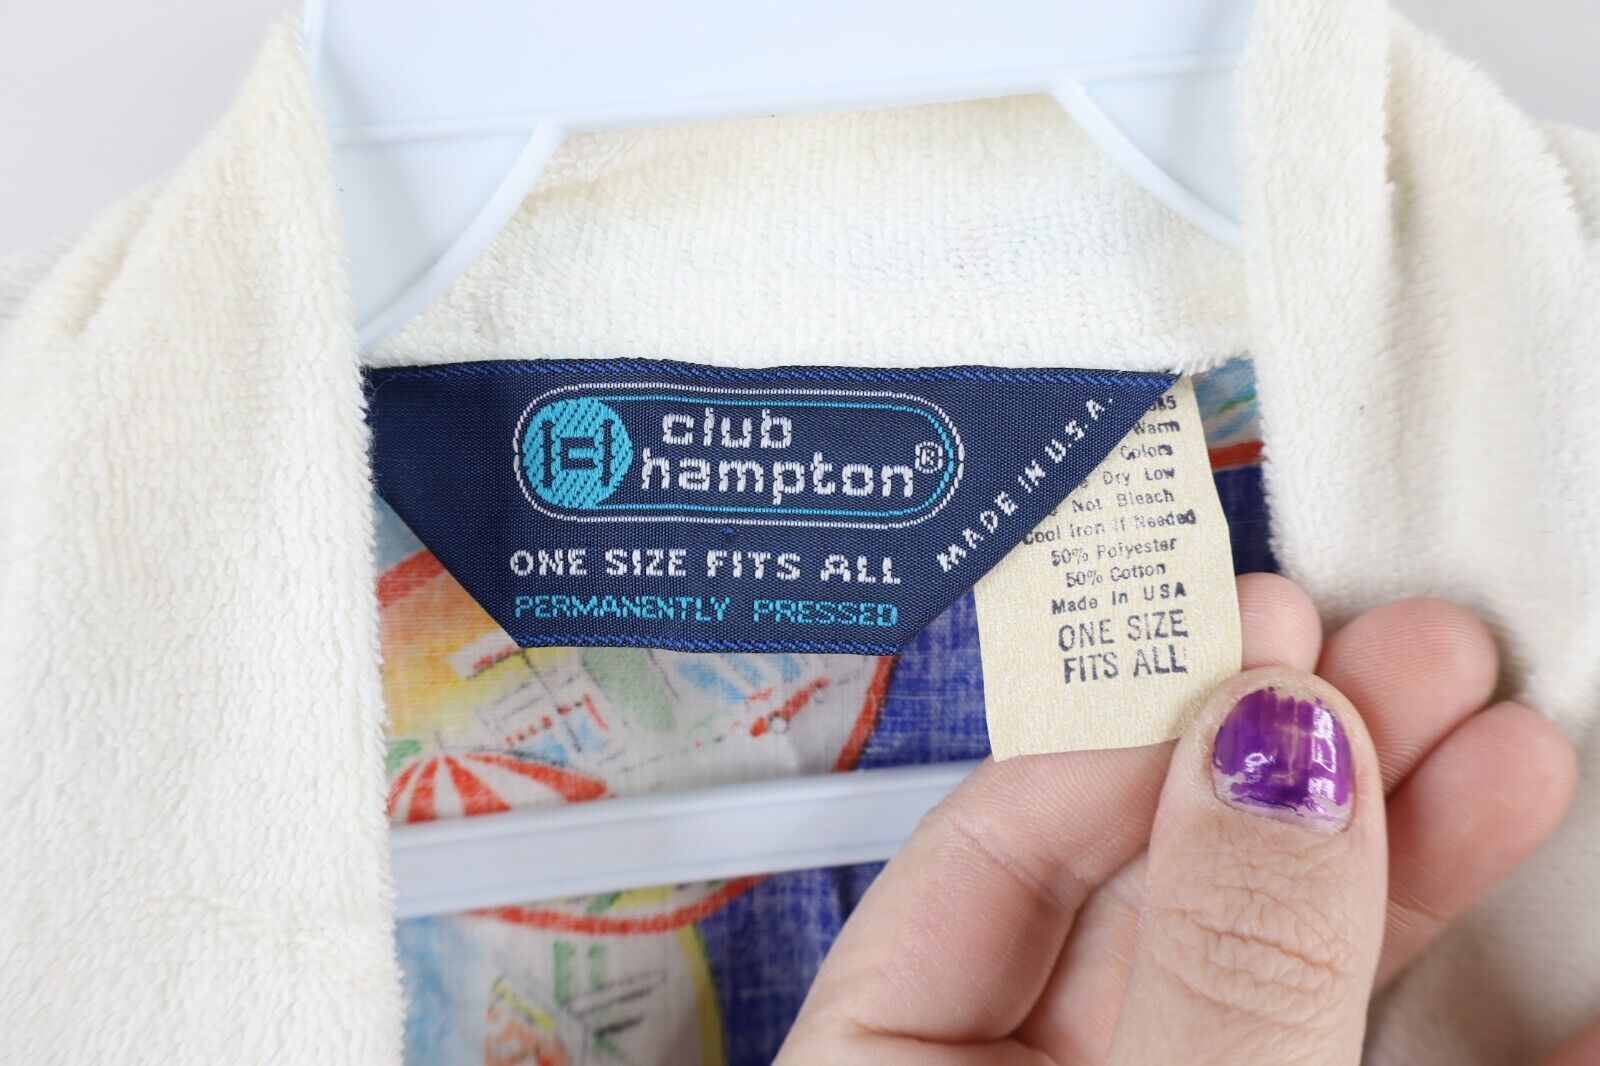 club
hampton®
MADE IN U.S.A.
ONE SIZE FITS ALL
PERMANENTLY PRESSED
Warm
Colors
Dry Low
Not Bleach
Cool Iron If Needed
50% Polyester
50% Cotton
Made In USA
ONE SIZE
FITS ALL